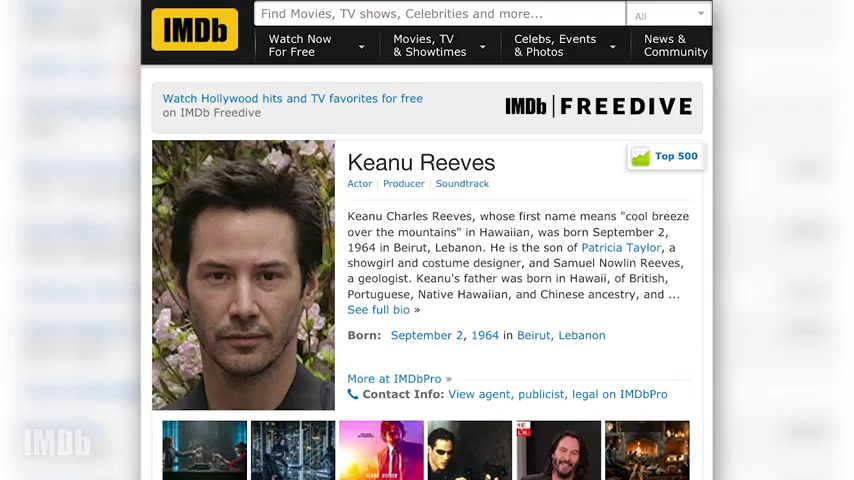 IMDb
Find Movies, TV shows, Celebrities and more...
All
Watch Now
For Free
Movies, TV
& Showtimes
Celeb, Events
& Photos
News &
Community
Watch Hollywood hits and TV favorites for free
on IMDb Freedive
IMDb | FREEDIVE
Keanu Reeves
Top 500
Actor | Producer | Soundtrack
Keanu Charles Reeves, whose first name means "cool breeze
over the mountains" in Hawaiian, was born September 2,
1964 in Beirut, Lebanon. He is the son of Patricia Taylor, a
showgirl and costume designer, and Samuel Nowlin Reeves,
a geologist. Keanu's father was born in Hawaii, of British,
Portuguese, Native Hawaiian, and Chinese ancestry, and ...
See full bio »
Born: September 2, 1964 in Beirut, Lebanon
More at IMDbPro »
Contact Info: View agent, publicist, legal on IMDbPro
KEANU REEVES
IMDb